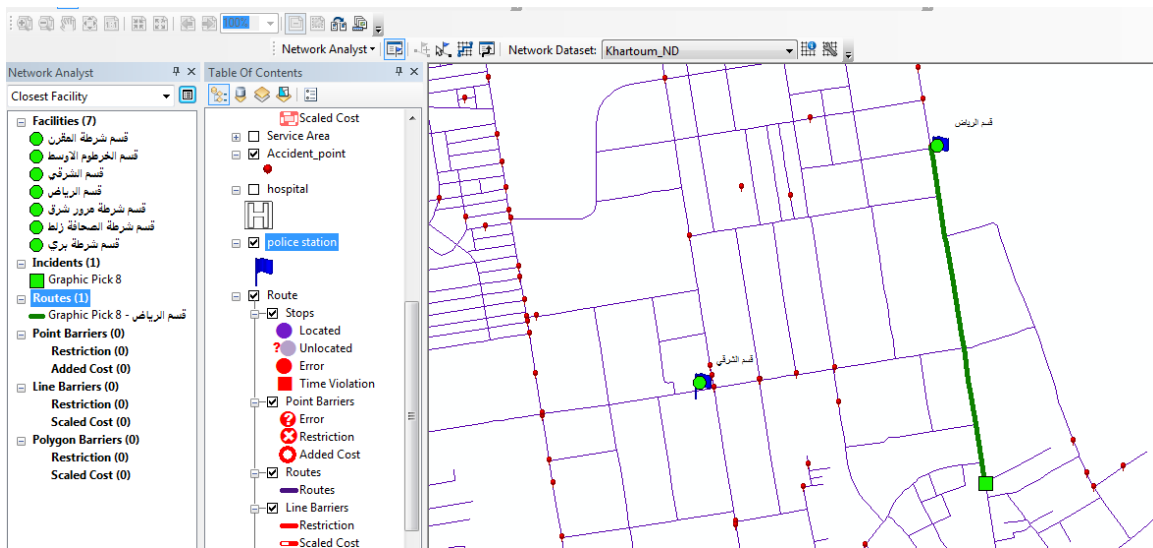 100%
Network Analyst
Network Dataset:
Khartoum_ND
Network Analyst
Closest Facility
Facilities (7)
قسم شرطة المقرن
قسم الخرطوم الاوسط
قسم الشرقي
قسم الرياض
قسم شرطة مرور شرق
قسم شرطة الصحافة زلط
قسم شرطة بري
Incidents (1)
Graphic Pick 8
Routes (1)
Graphic Pick 8 - قسم الرياض
Point Barriers (0)
Restriction (0)
Added Cost (0)
Line Barriers (0)
Restriction (0)
Scaled Cost (0)
Polygon Barriers (0)
Restriction (0)
Scaled Cost (0)
Table Of Contents
Scaled Cost
Service Area
Accident_point
hospital
H
police station
Route
Stops
Located
Unlocated
Error
Time Violation
Point Barriers
Error
Restriction
Added Cost
Routes
Routes
Line Barriers
Restriction
Scaled Cost
قسم الرياض
قسم الشرقي